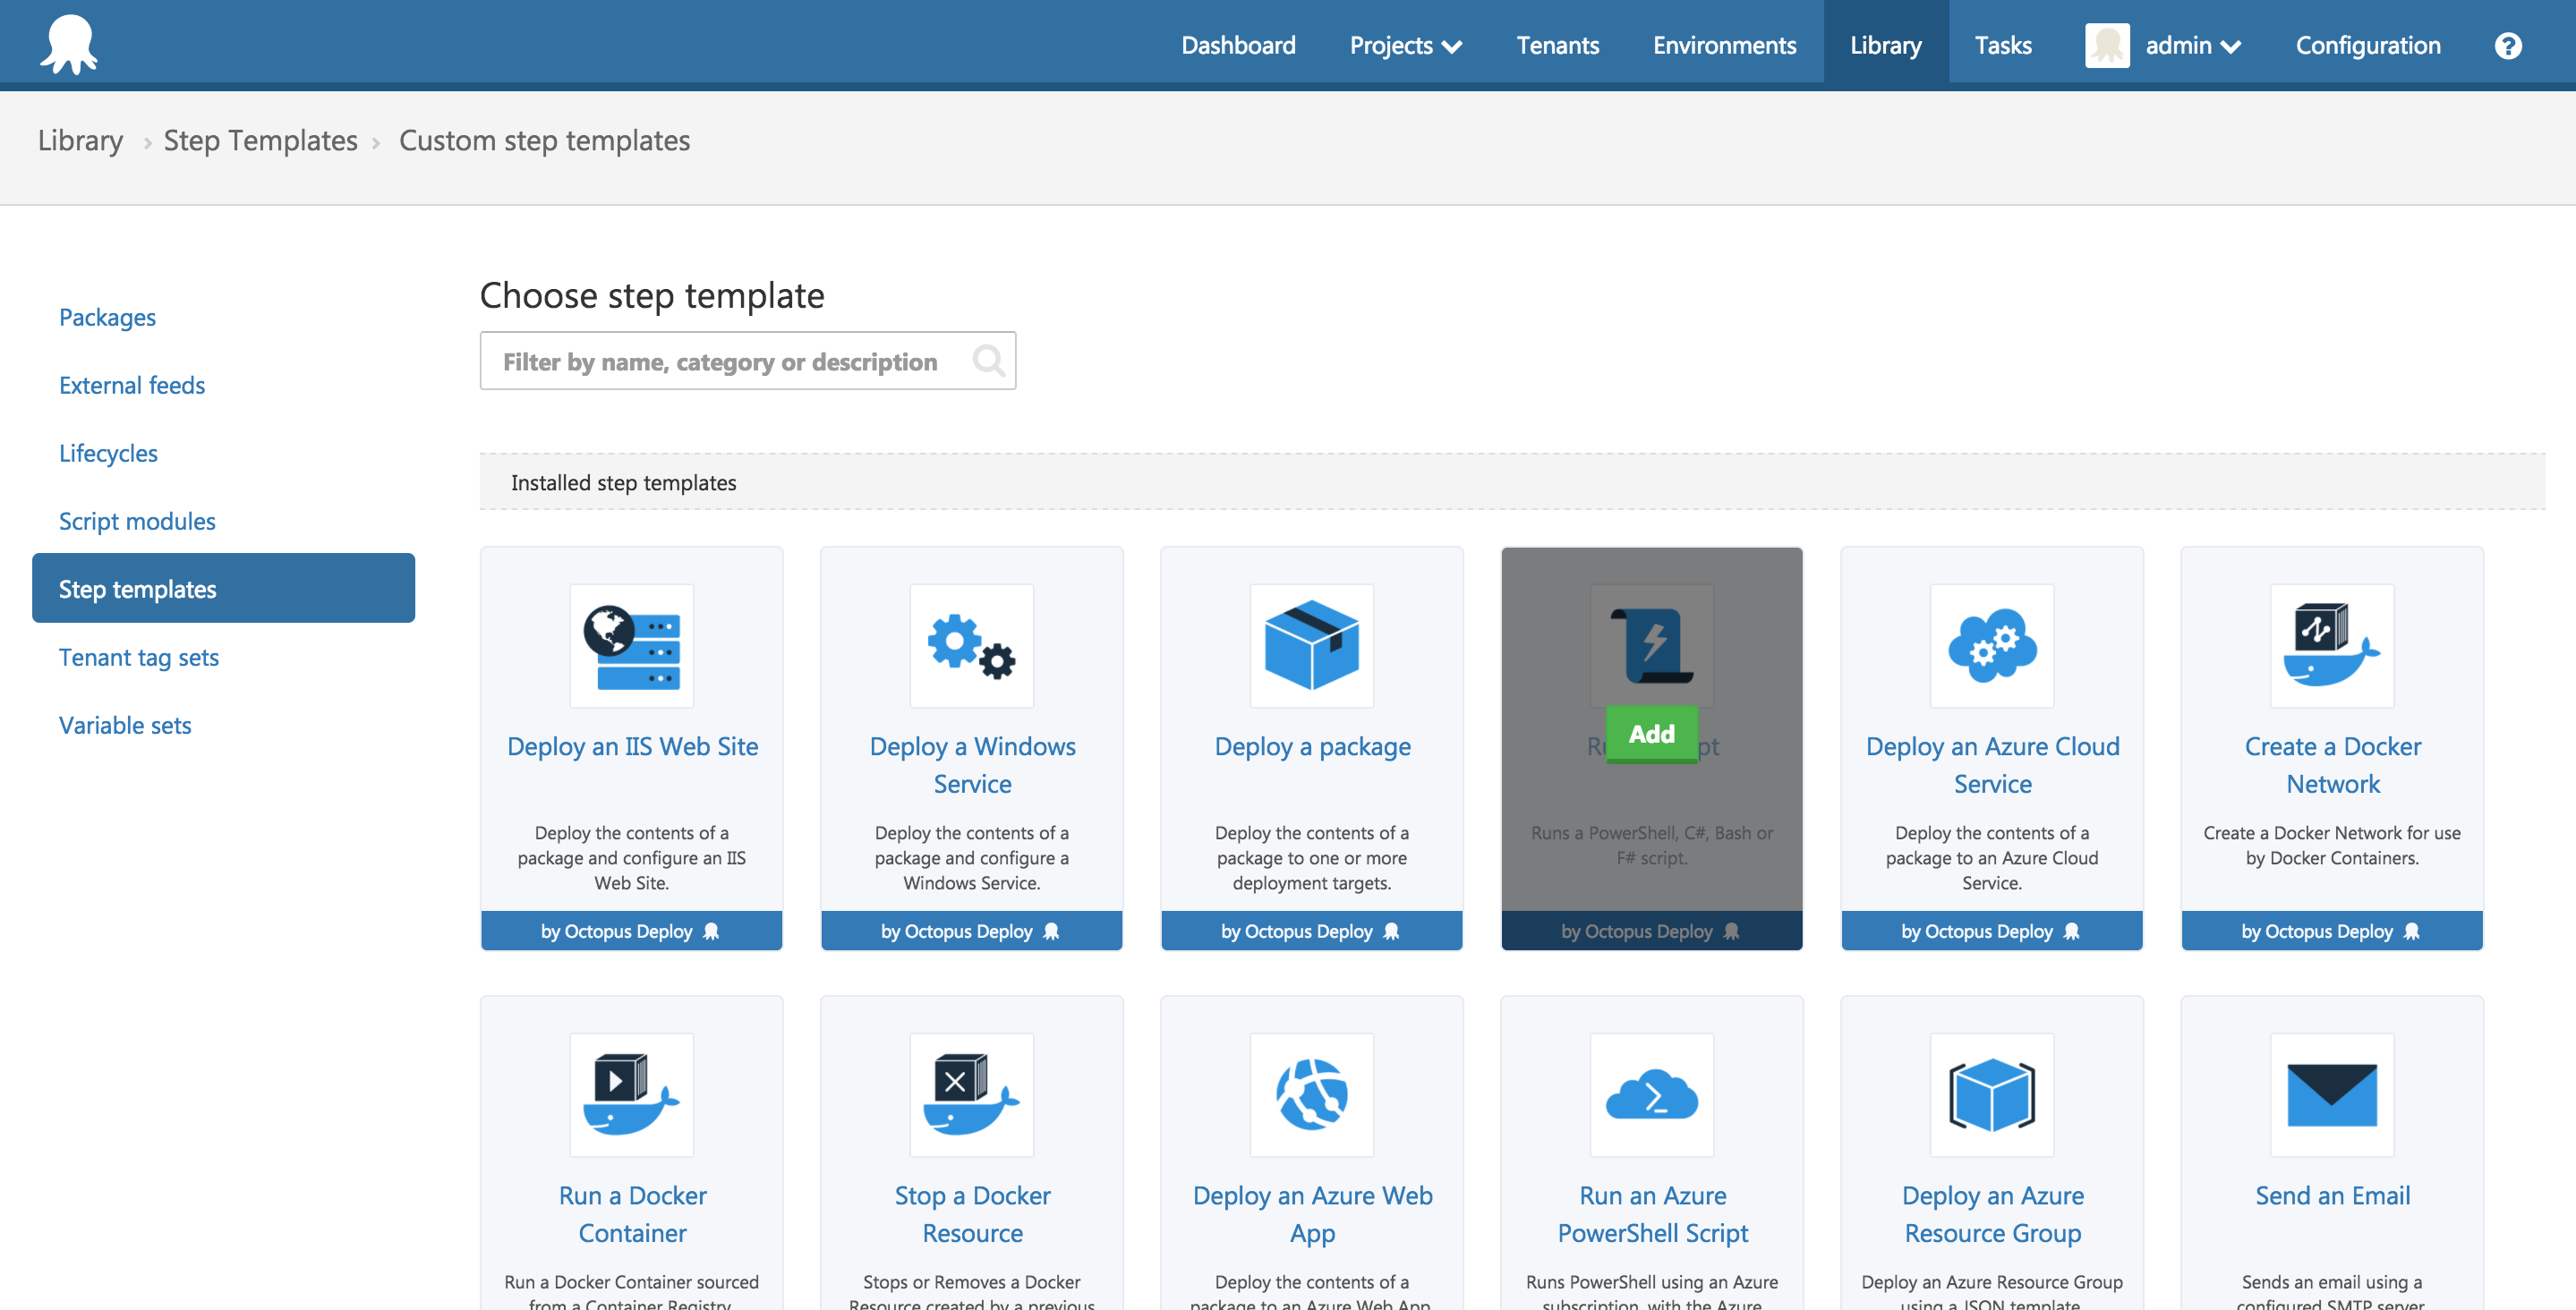 Dashboard Projects Tenants Environments Library Tasks admin Configuration ?
Library › Step Templates › Custom step templates
Choose step template
Filter by name, category or description
Packages
External feeds
Lifecycles
Script modules
Step templates
Tenant tag sets
Variable sets
Installed step templates
Deploy an IIS Web Site
Deploy the contents of a
package and configure an IIS
Web Site.
by Octopus Deploy
Deploy a Windows
Service
Deploy the contents of a
package and configure a
Windows Service.
by Octopus Deploy
Deploy a package
Deploy the contents of a
package to one or more
deployment targets.
by Octopus Deploy
Add
Runs a PowerShell, C#, Bash or
F# script.
by Octopus Deploy
Deploy an Azure Cloud
Service
Deploy the contents of a
package to an Azure Cloud
Service.
by Octopus Deploy
Create a Docker
Network
Create a Docker Network for use
by Docker Containers.
by Octopus Deploy
Run a Docker
Container
Run a Docker Container sourced
from a Container Registry
Stop a Docker
Resource
Stops or Removes a Docker
Resource created by a previous
Deploy an Azure Web
App
Deploy the contents of a
package to an Azure Web App
Run an Azure
PowerShell Script
Runs PowerShell using an Azure
subscription, with the Azure
Deploy an Azure
Resource Group
Deploy an Azure Resource Group
using a JSON template
Send an Email
Sends an email using a
configured SMTP server